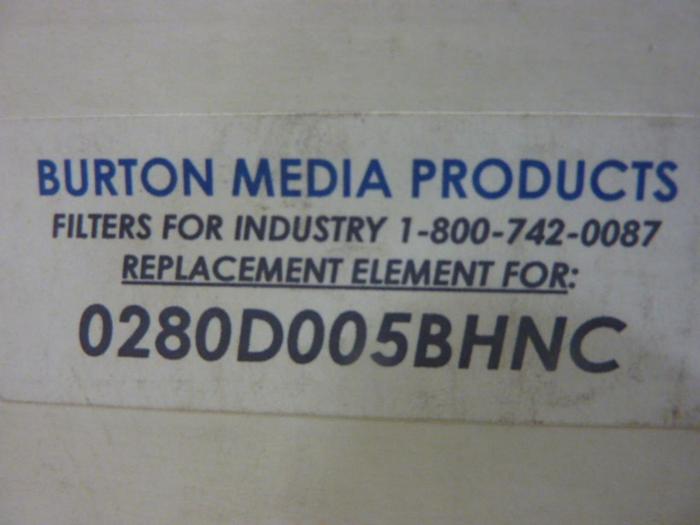 BURTON MEDIA PRODUCTS
FILTERS FOR INDUSTRY 1-800-742-0087
REPLACEMENT ELEMENT FOR:
0280D005BHNC